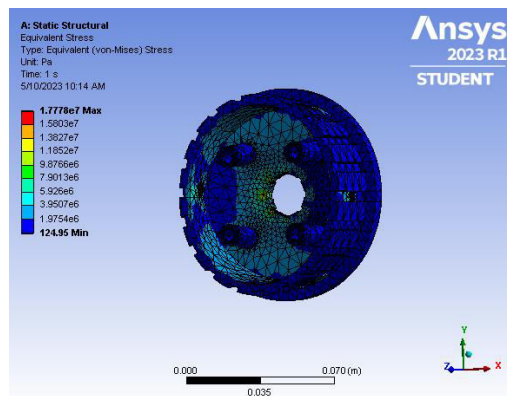 A: Static Structural
Equivalent Stress
Type: Equivalent (von-Mises) Stress
Unit: Pa
Time: 1 s
5/10/2023 10:14 AM
Ansys
2023 R1
STUDENT
1.7778e7 Max
1.5803e7
1.3827e7
1.1852e7
9.8766e6
7.9013e6
5.926e6
3.9507e6
1.9754e6
124.95 Min
0.000
0.070 (m)
0.035
Y
Z
X